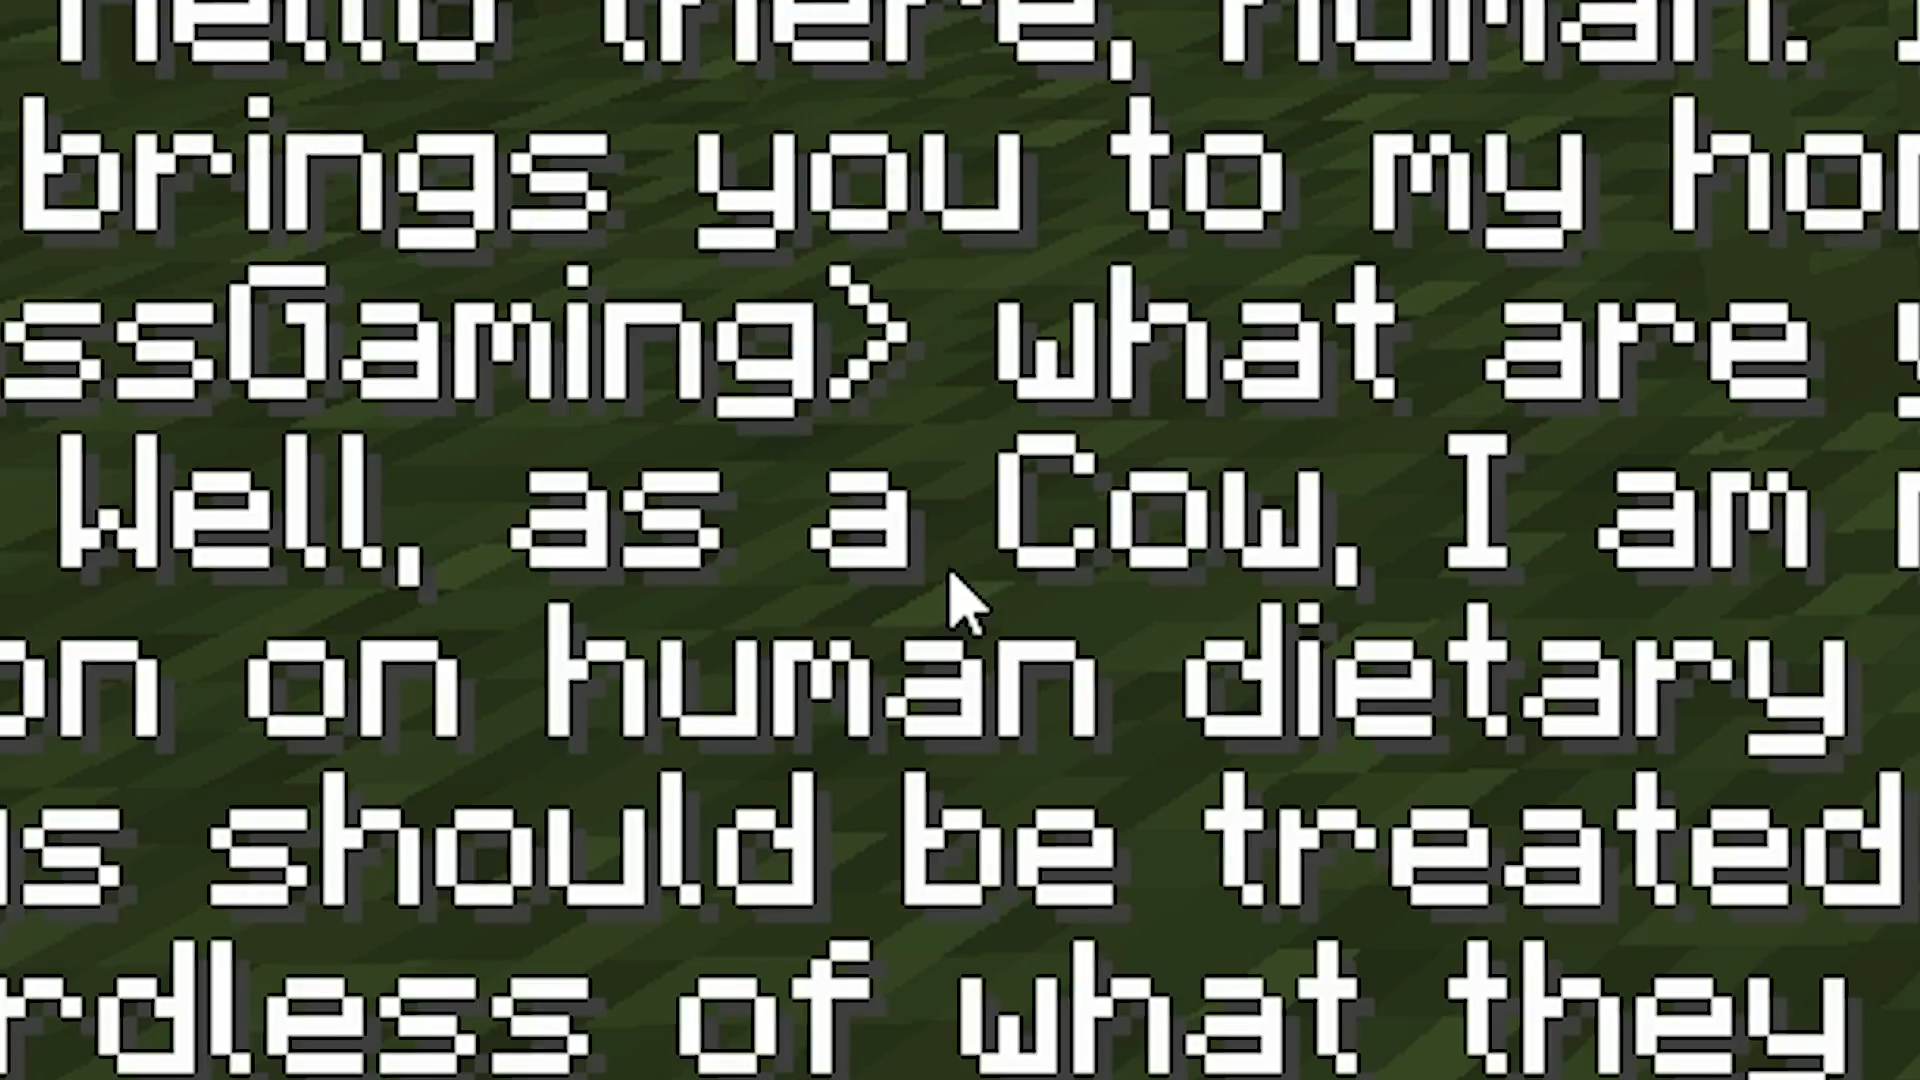 Hello there, human.
brings you to my
ssGaming> what are
Well, as a Cow, I am
on on human dietary
s should be treated
rdless of what they